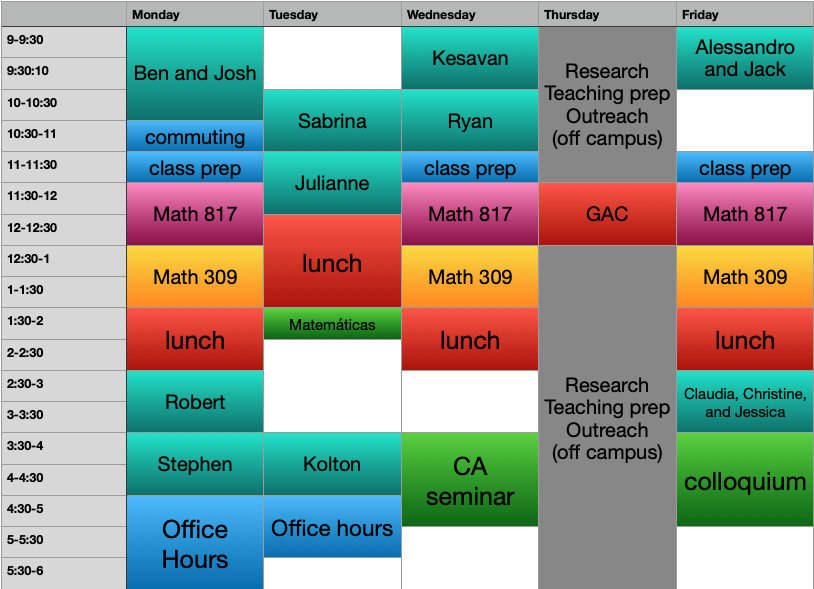 Monday Tuesday Wednesday Thursday Friday
9-9:30
9:30:10
10-10:30
10:30-11
11-11:30
11:30-12
12-12:30
12:30-1
1-1:30
1:30-2
2-2:30
2:30-3
3-3:30
3:30-4
4-4:30
4:30-5
5-5:30
5:30-6
Ben and Josh
commuting
class prep
Math 817
Math 309
lunch
Robert
Stephen
Office
Hours
Sabrina
Julianne
lunch
Matemáticas
Kolton
Office hours
Kesavan
Ryan
class prep
Math 817
Math 309
lunch
CA
seminar
Research
Teaching prep
Outreach
(off campus)
GAC
Research
Teaching prep
Outreach
(off campus)
Alessandro
and Jack
class prep
Math 817
Math 309
lunch
Claudia, Christine,
and Jessica
colloquium